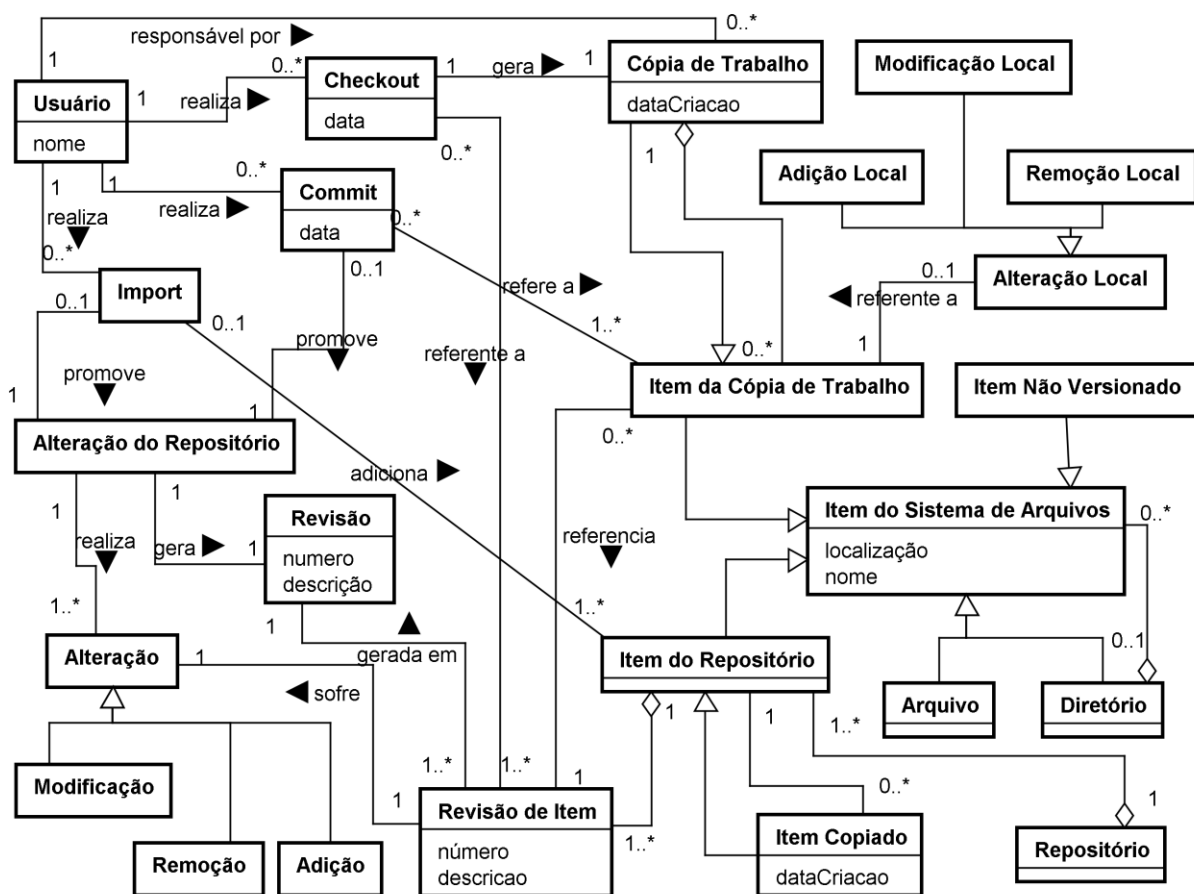 0..*
responsável por
1
1
Cópia de Trabalho
dataCriacao
Modificação Local
0..*
Checkout
data
1
gera
1
Usuário
nome
realiza
0..*
1
Adição Local
Remoção Local
1
1
0..*
realiza
Commit
data
0..*
realiza
0..*
0..1
refere a
0..1
referente a
Alteração Local
Import
0..1
0..1
1..*
0..*
1
promove
referente a
Item da Cópia de Trabalho
Item Não Versionado
promove
1
1
0..*
Alteração do Repositório
adiciona
1
1
Revisão
numero
descrição
Item do Sistema de Arquivos
localização
nome
0..*
realiza
gera
1
referencia
1..*
1..*
1
gerada em
0..1
Alteração
1
sofre
Item do Repositório
Arquivo
Diretório
1
1
1..*
Modificação
1..*
1..*
1
0..*
1
1
Revisão de Item
número
descricao
1..*
Item Copiado
dataCriacao
Repositório
Remoção
Adição